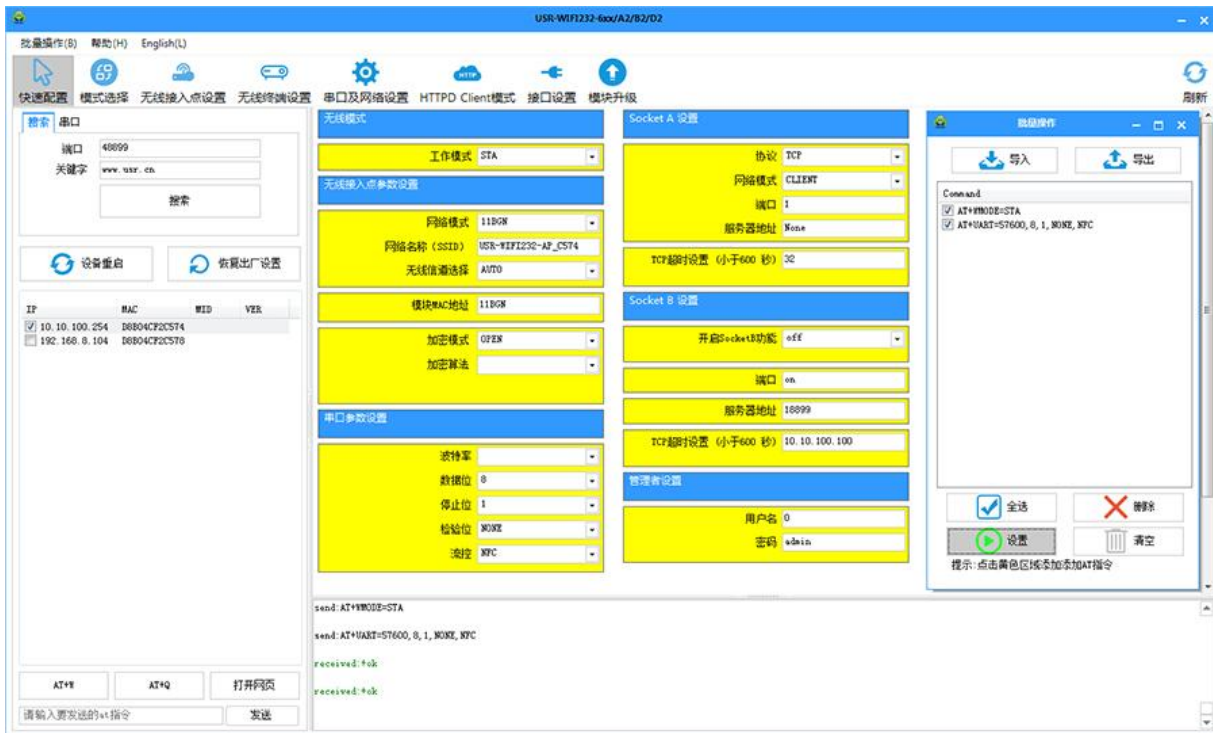 USR-WIFI232-6xx/A2/B2/D2
批量操作(B) 帮助(H) English(L)
快速配置 模式选择 无线接入点设置 无线终端设置 串口及网络设置 HTTPD Client模式 接口设置 模块升级 刷新
HTTP
搜索 串口
端口 48899
关键字 www.usr.cn
搜索
设备重启 恢复出厂设置
IP MAC MID VER
10.10.100.254 D8B04CF2C574
192.168.8.104 D8B04CF2C578
AT+W AT+Q 打开网页
请输入要发送的at指令 发送
无线模式
工作模式 STA
无线接入点参数设置
网络模式 11BGN
网络名称 (SSID) USR-WIFI232-AP_C574
无线信道选择 AUTO
模块MAC地址 11BGN
加密模式 OPEN
加密算法
串口参数设置
波特率
数据位 8
停止位 1
检验位 NONE
流控 NFC
Socket A 设置
协议 TCP
网络模式 CLIENT
端口 1
服务器地址 None
TCP超时设置 (小于600 秒) 32
Socket B 设置
开启SocketB功能 off
端口 on
服务器地址 18899
TCP超时设置 (小于600 秒) 10.10.100.100
管理者设置
用户名 0
密码 admin
批量操作
导入 导出
Command
AT+WMODE=STA
AT+UART=57600,8,1,NONE,NFC
全选 删除
设置 清空
提示:点击黄色区域添加添加AT指令
send:AT+WMODE=STA
send:AT+UART=57600,8,1,NONE,NFC
received:+ok
received:+ok